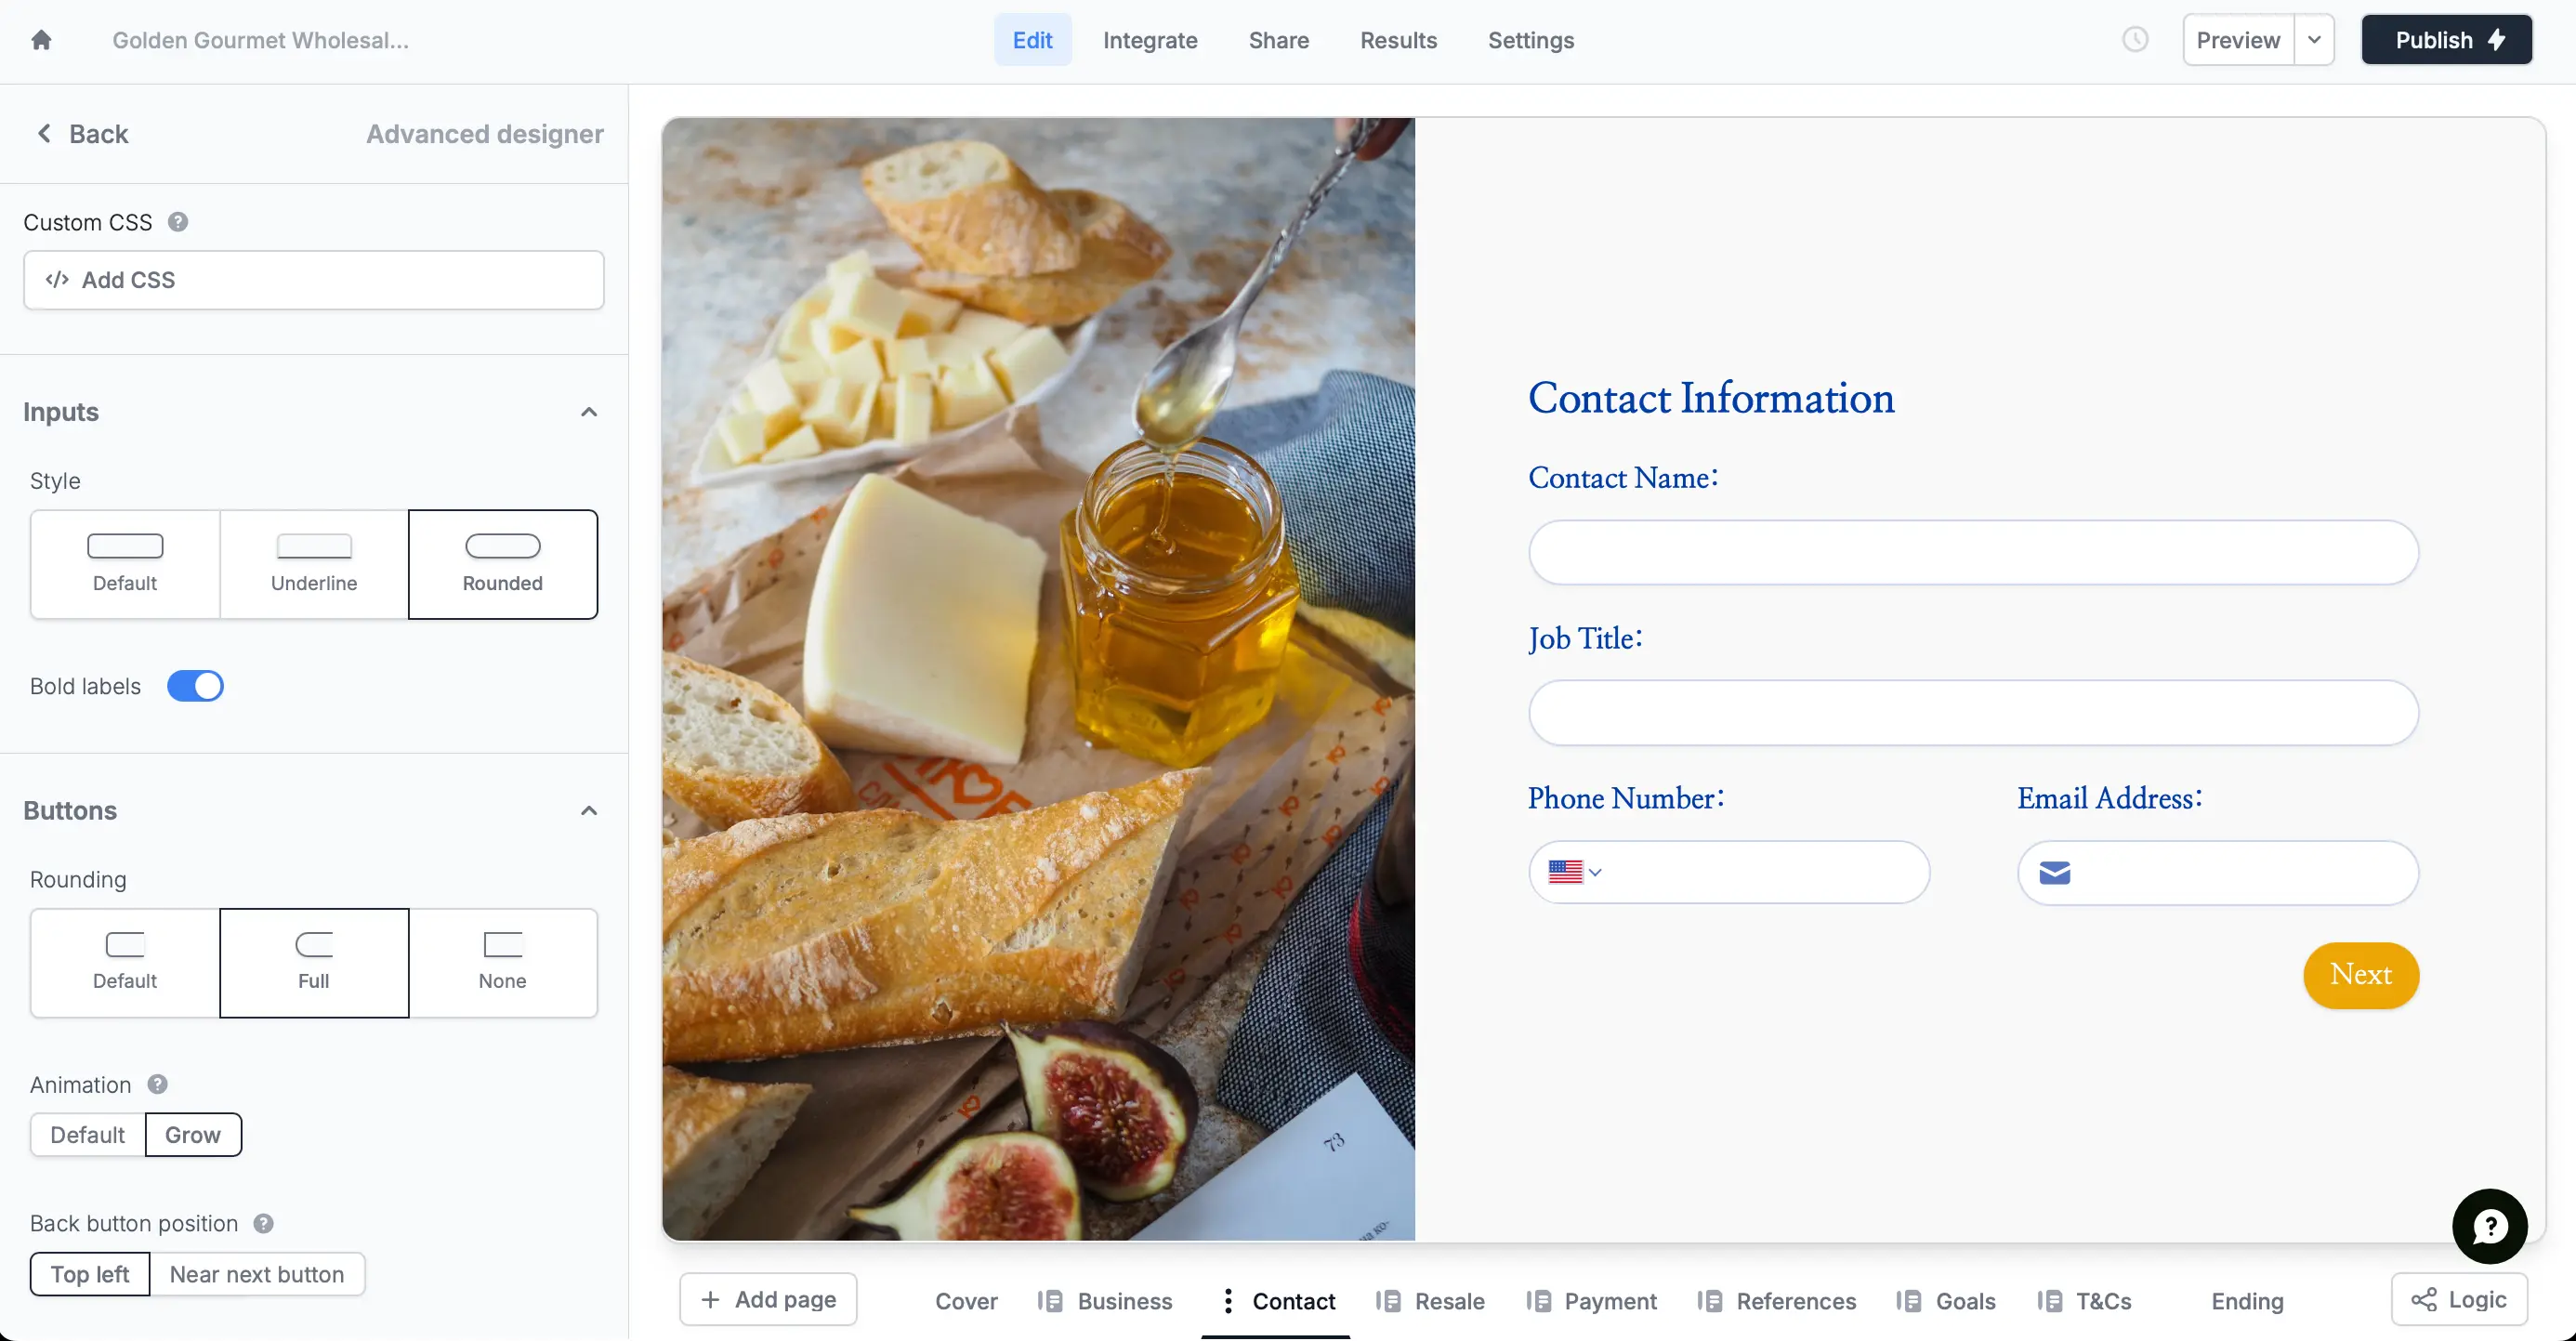 Golden Gourmet Wholesal...
Edit
Integrate
Share
Results
Settings
Preview
Publish
Back
Advanced designer
Custom CSS
</> Add CSS
Inputs
Style
Default
Underline
Rounded
Bold labels
Buttons
Rounding
Default
Full
None
Animation
Default
Grow
Back button position
Top left
Near next button
73
Contact Information
Contact Name:
Job Title:
Phone Number:
Email Address:
Next
+ Add page
Cover
Business
Contact
Resale
Payment
References
Goals
T&Cs
Ending
Logic